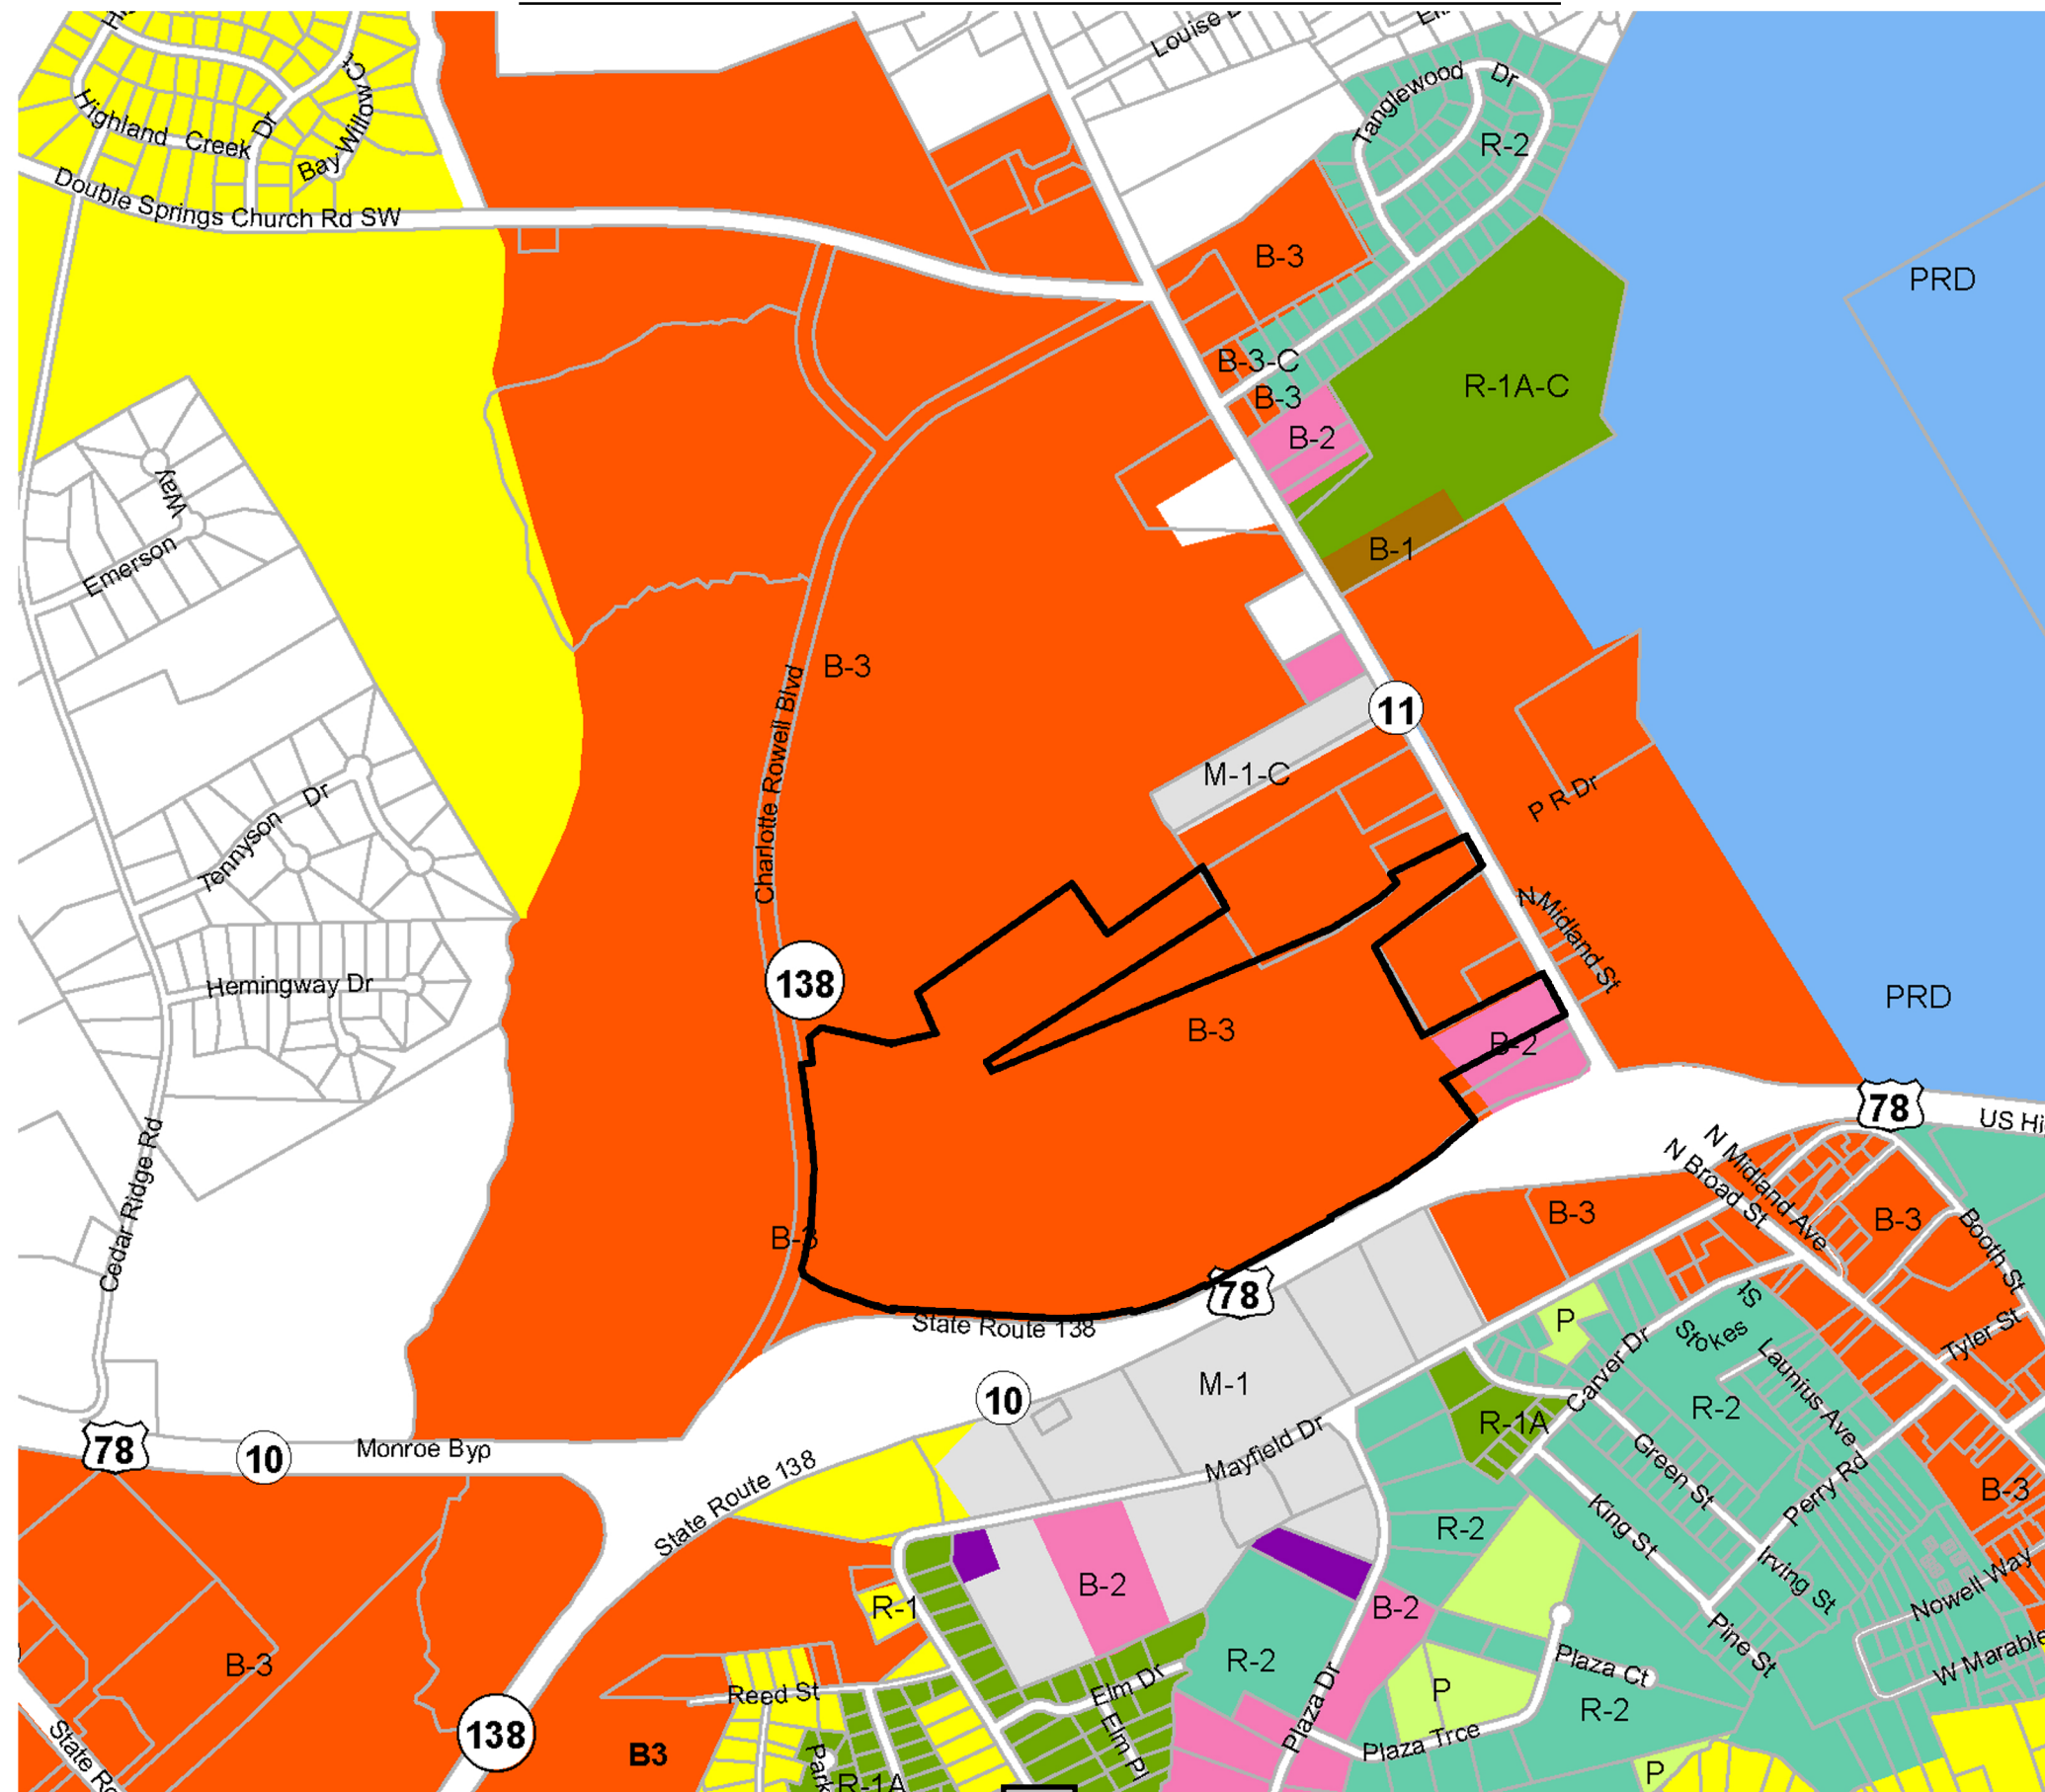 Louise
Tanglewood Dr
R-2
Bay Willow Ct
Highland Creek Dr
Double Springs Church Rd SW
B-3
PRD
B-3-C
B-3
R-1A-C
B-2
Way
Emerson
B-1
B-3
Charlotte Rowell Blvd
11
M-1-C
P R Dr
Tennyson Dr
N Midland St
138
Hemingway Dr
PRD
B-3
B-2
78
US Hi
N Midland Ave
N Broad St
Cedar Ridge Rd
B-3
B-3
B-3
Booth St
78
State Route 138
P
St
Stokes
Tyler St
Carver Dr
Launius Ave
10
M-1
R-1A
R-2
78
10
Monroe Byp
Mayfield Dr
Green St
Perry Rd
State Route 138
B-3
R-2
King St
Irving St
Nowell Way
B-2
B-2
R-1
Pine St
W Marable
B-3
R-2
Plaza Ct
Reed St
Elm Dr
P
R-2
138
Elm Pl
Plaza Dr
Plaza Trce
State Ro
B3
Park
R-1A
P